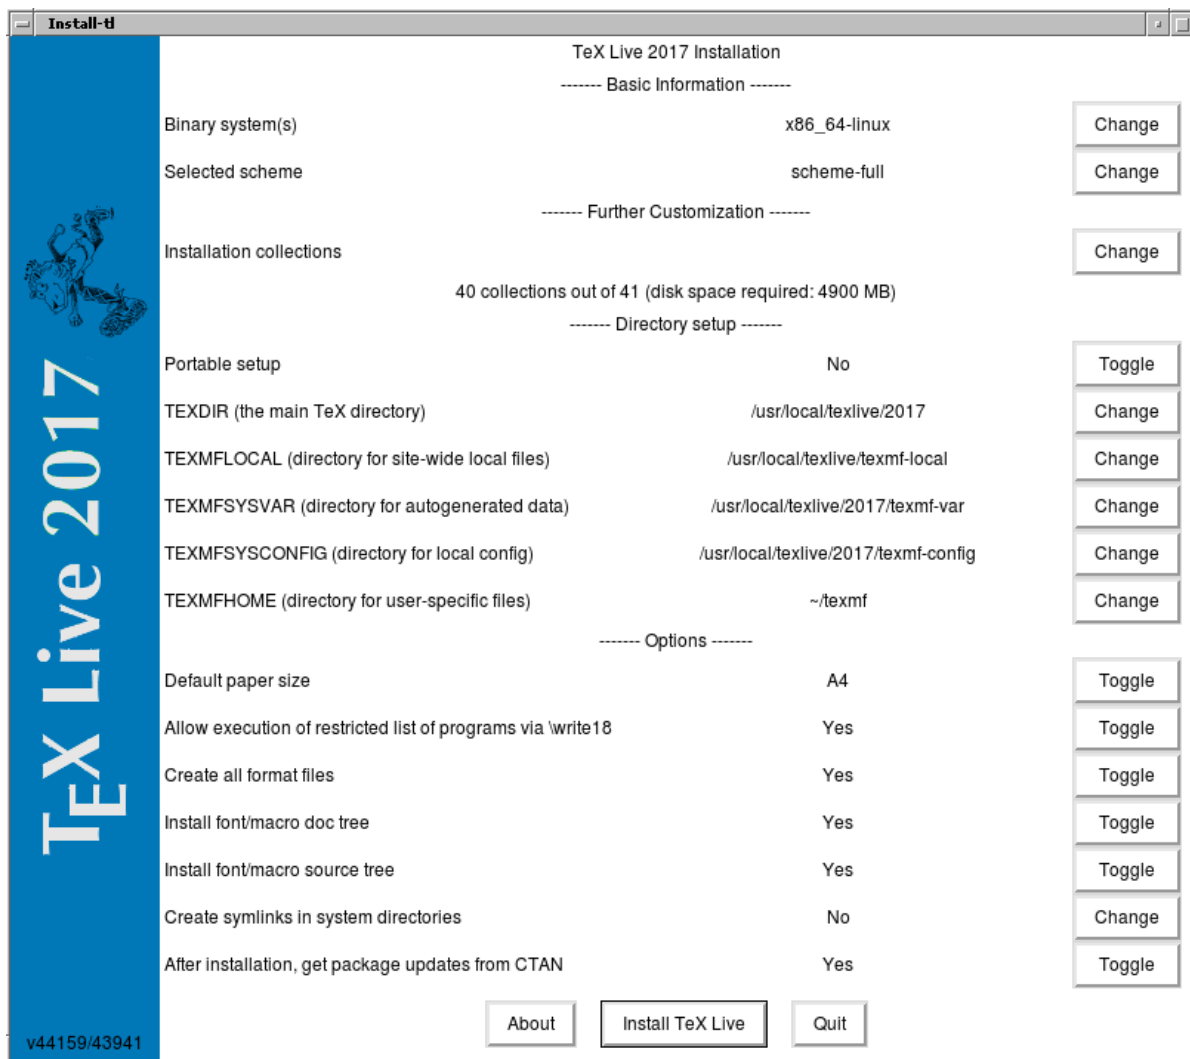 Install-tl
TeX Live 2017 Installation
------- Basic Information -------
Binary system(s) x86_64-linux Change
Selected scheme scheme-full Change
------- Further Customization -------
Installation collections Change
40 collections out of 41 (disk space required: 4900 MB)
------- Directory setup -------
Portable setup No Toggle
TEXDIR (the main TeX directory) /usr/local/texlive/2017 Change
TEXMFLOCAL (directory for site-wide local files) /usr/local/texlive/texmf-local Change
TEXMFSYSVAR (directory for autogenerated data) /usr/local/texlive/2017/texmf-var Change
TEXMFSYSCONFIG (directory for local config) /usr/local/texlive/2017/texmf-config Change
TEXMFHOME (directory for user-specific files) ~/texmf Change
------- Options -------
Default paper size A4 Toggle
Allow execution of restricted list of programs via \write18 Yes Toggle
Create all format files Yes Toggle
Install font/macro doc tree Yes Toggle
Install font/macro source tree Yes Toggle
Create symlinks in system directories No Change
After installation, get package updates from CTAN Yes Toggle
About Install TeX Live Quit
TEX Live 2017
v44159/43941